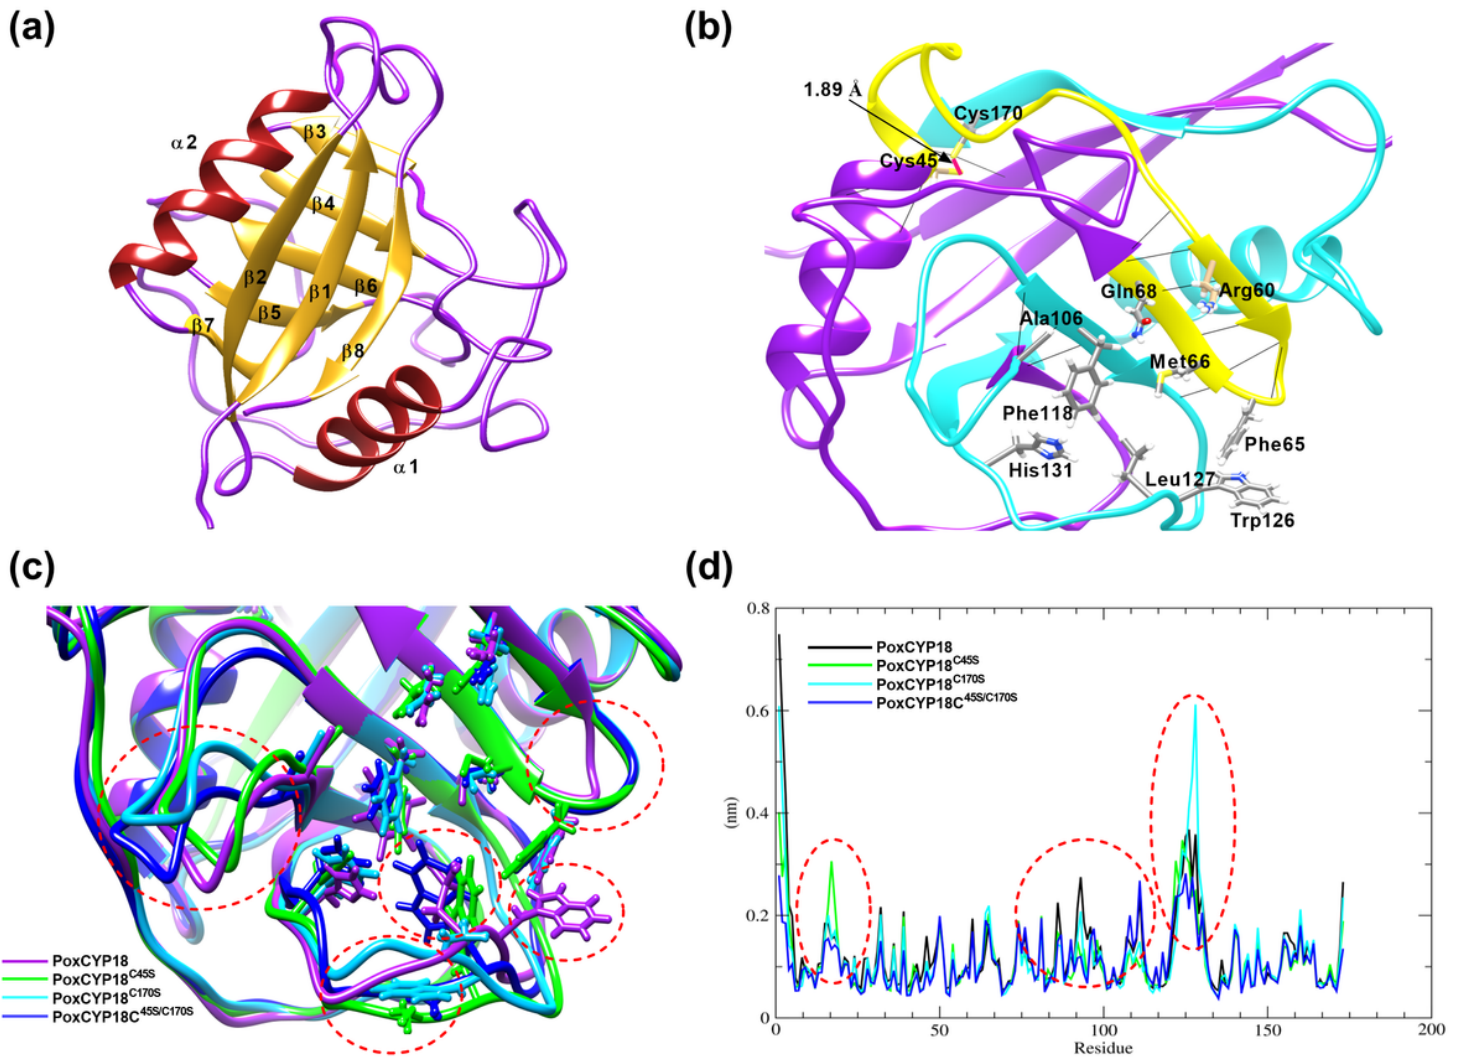 (a)
α2
β3
β4
β2
β1
β6
β5
β7
β8
α1
(b)
1.89 Å
Cys170
Cys45
Gln68
Arg60
Ala106
Met66
Phe118
Phe65
His131
Leu127
Trp126
(c)
PoxCYP18
PoxCYP18C45S
PoxCYP18C170S
PoxCYP18C45S/C170S
(d)
0.8
0.6
0.4
0.2
0
(nm)
PoxCYP18
PoxCYP18C45S
PoxCYP18C170S
PoxCYP18C45S/C170S
0 50 100 150 200
Residue